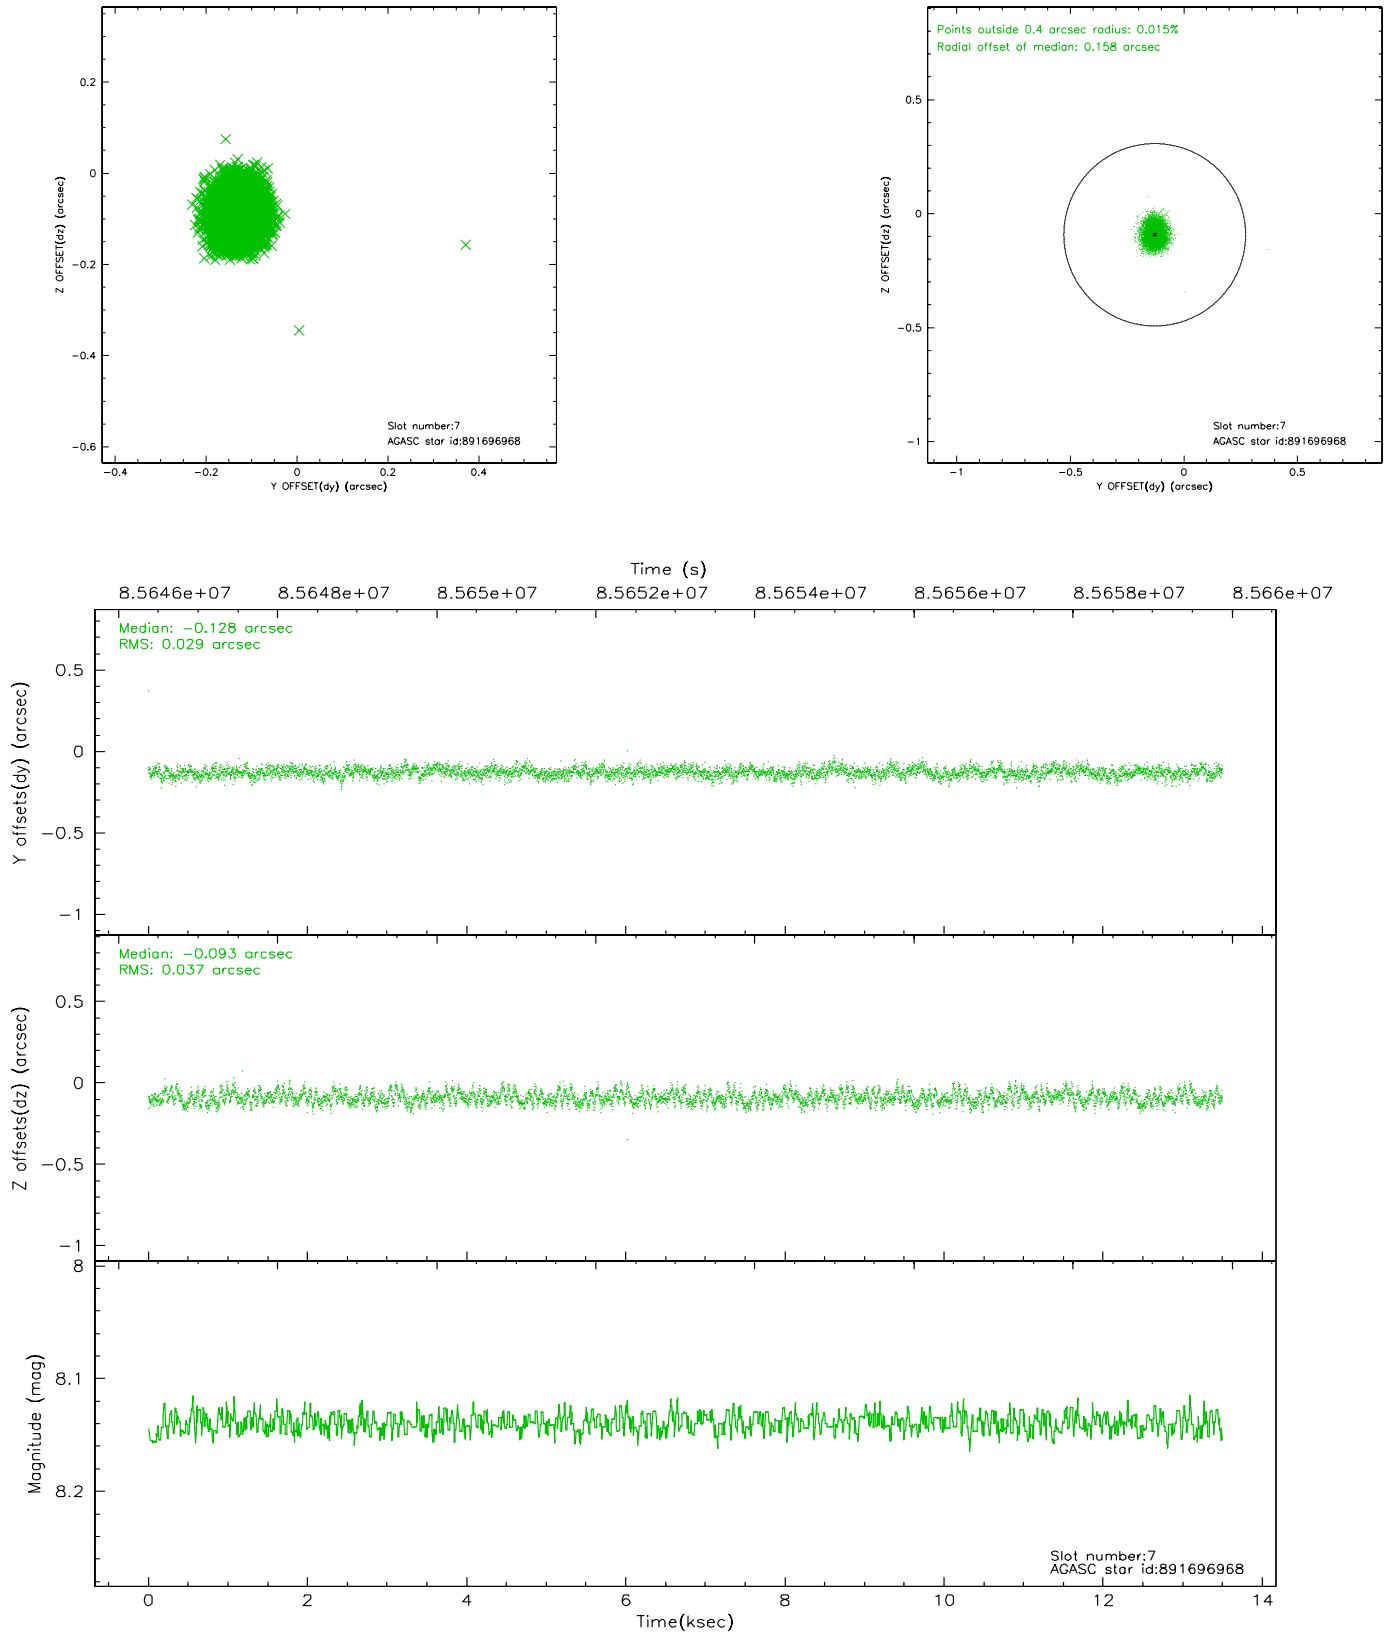 0.2
0
−0.2
−0.4
−0.6
Z OFFSET(dz) (arcsec)
Slot number:7
AGASC star id:891696968
−0.4 −0.2 0 0.2 0.4
Y OFFSET(dy) (arcsec)
Points outside 0.4 arcsec radius: 0.015%
Radial offset of median: 0.158 arcsec
0.5
0
−0.5
−1
Z OFFSET(dz) (arcsec)
Slot number:7
AGASC star id:891696968
−1 −0.5 0 0.5
Y OFFSET(dy) (arcsec)
Time (s)
8.5646e+07 8.5648e+07 8.565e+07 8.5652e+07 8.5654e+07 8.5656e+07 8.5658e+07 8.566e+07
Median: −0.128 arcsec
RMS: 0.029 arcsec
0.5
0
−0.5
−1
Y offsets(dy) (arcsec)
Median: −0.093 arcsec
RMS: 0.037 arcsec
0.5
0
−0.5
−1
Z offsets(dz) (arcsec)
8
8.1
8.2
Magnitude (mag)
Slot number:7
AGASC star id:891696968
0 2 4 6 8 10 12 14
Time(ksec)